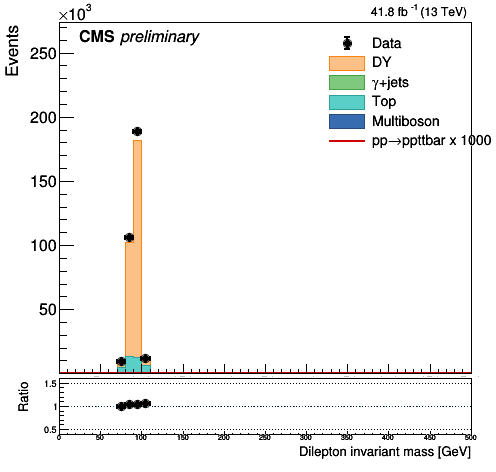 ×10³
41.8 fb⁻¹ (13 TeV)
Events
CMS preliminary
Data
DY
γ+jets
Top
Multiboson
pp→ppttbar x 1000
250
200
150
100
50
Ratio
1.5
1
0.5
0 50 100 150 200 250 300 350 400 450 500
Dilepton invariant mass [GeV]